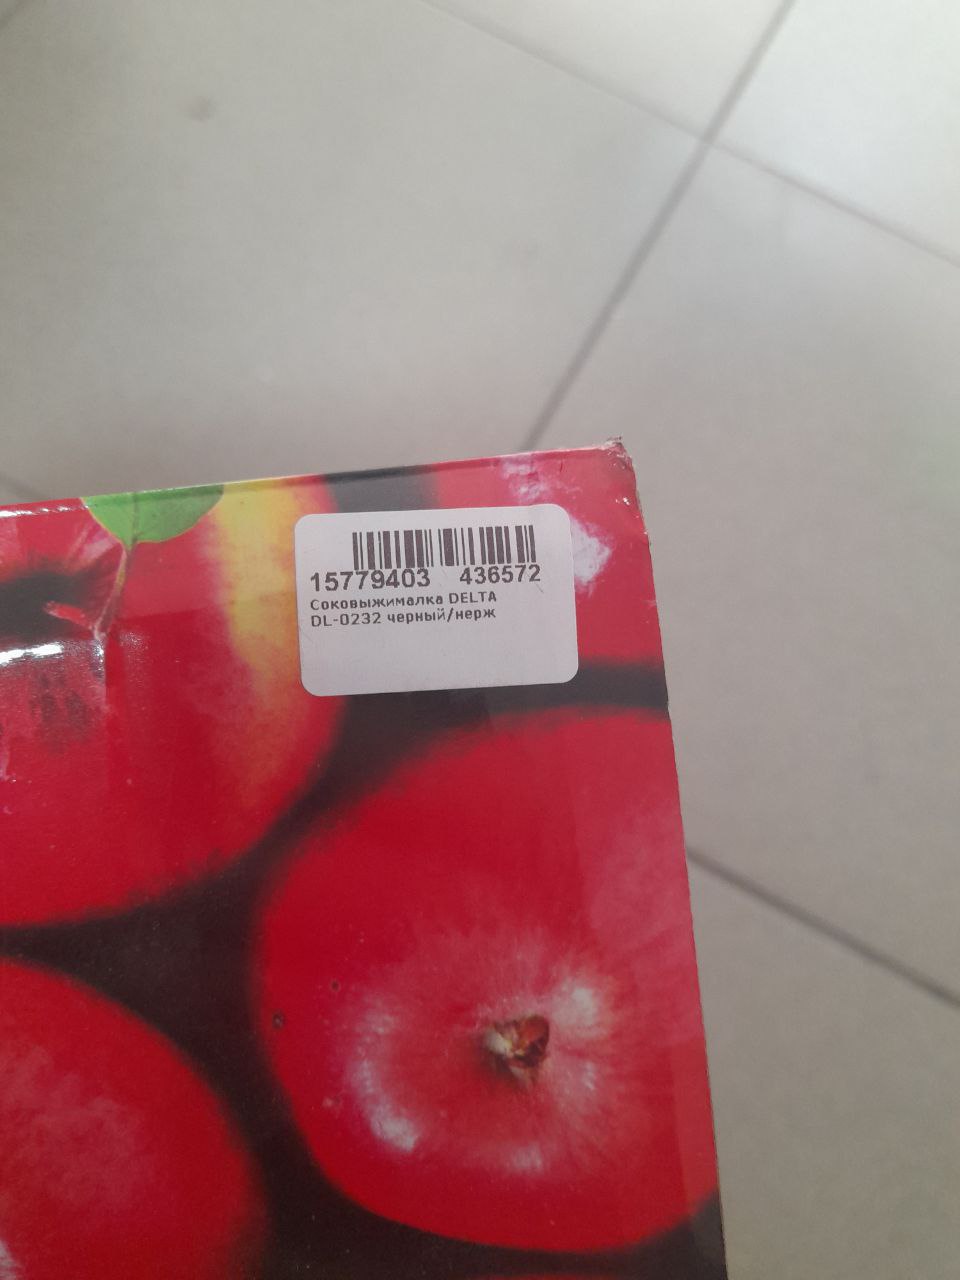 15779403 436572
Соковыжималка DELTA
DL-0232 черный/нерж